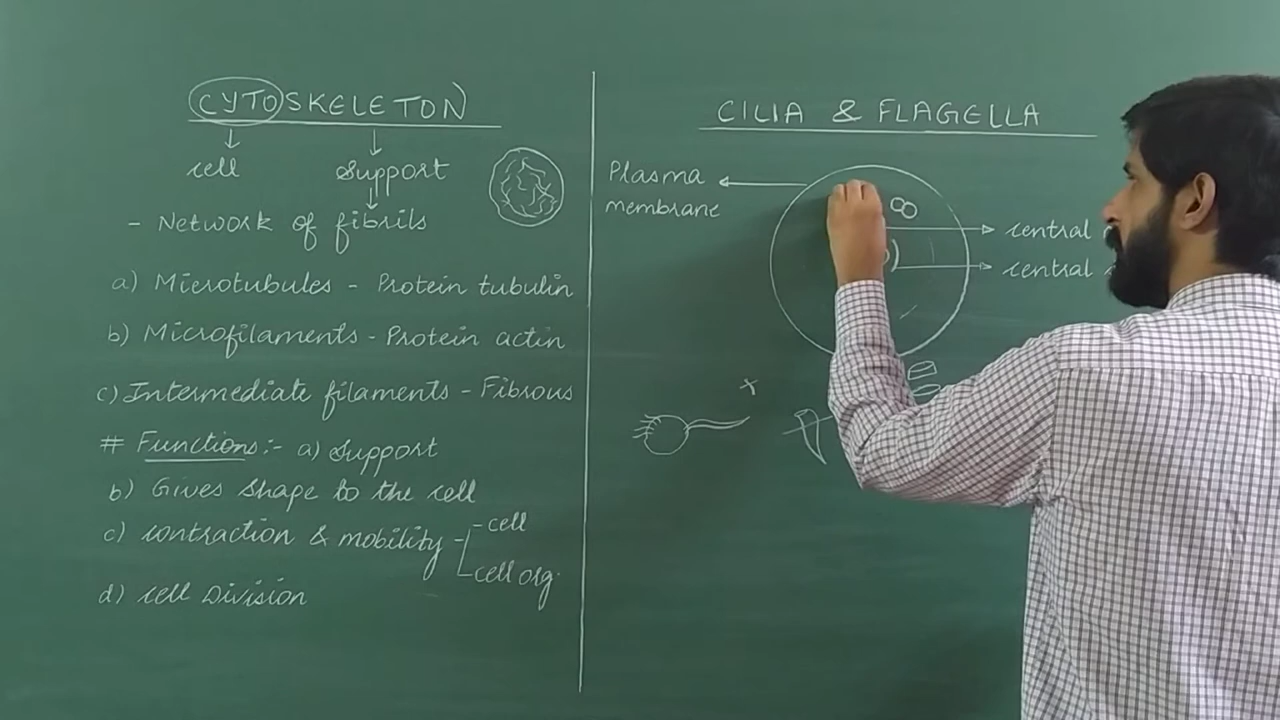 CYTOSKELETON
cell support
- Network of fibrils
a) Microtubules - Protein tubulin
b) Microfilaments - Protein actin
c) Intermediate filaments - Fibrous
# Functions:- a) Support
b) Gives shape to the cell
c) contraction & mobility - cell
cell org.
d) cell Division
CILIA & FLAGELLA
Plasma
membrane
central
central